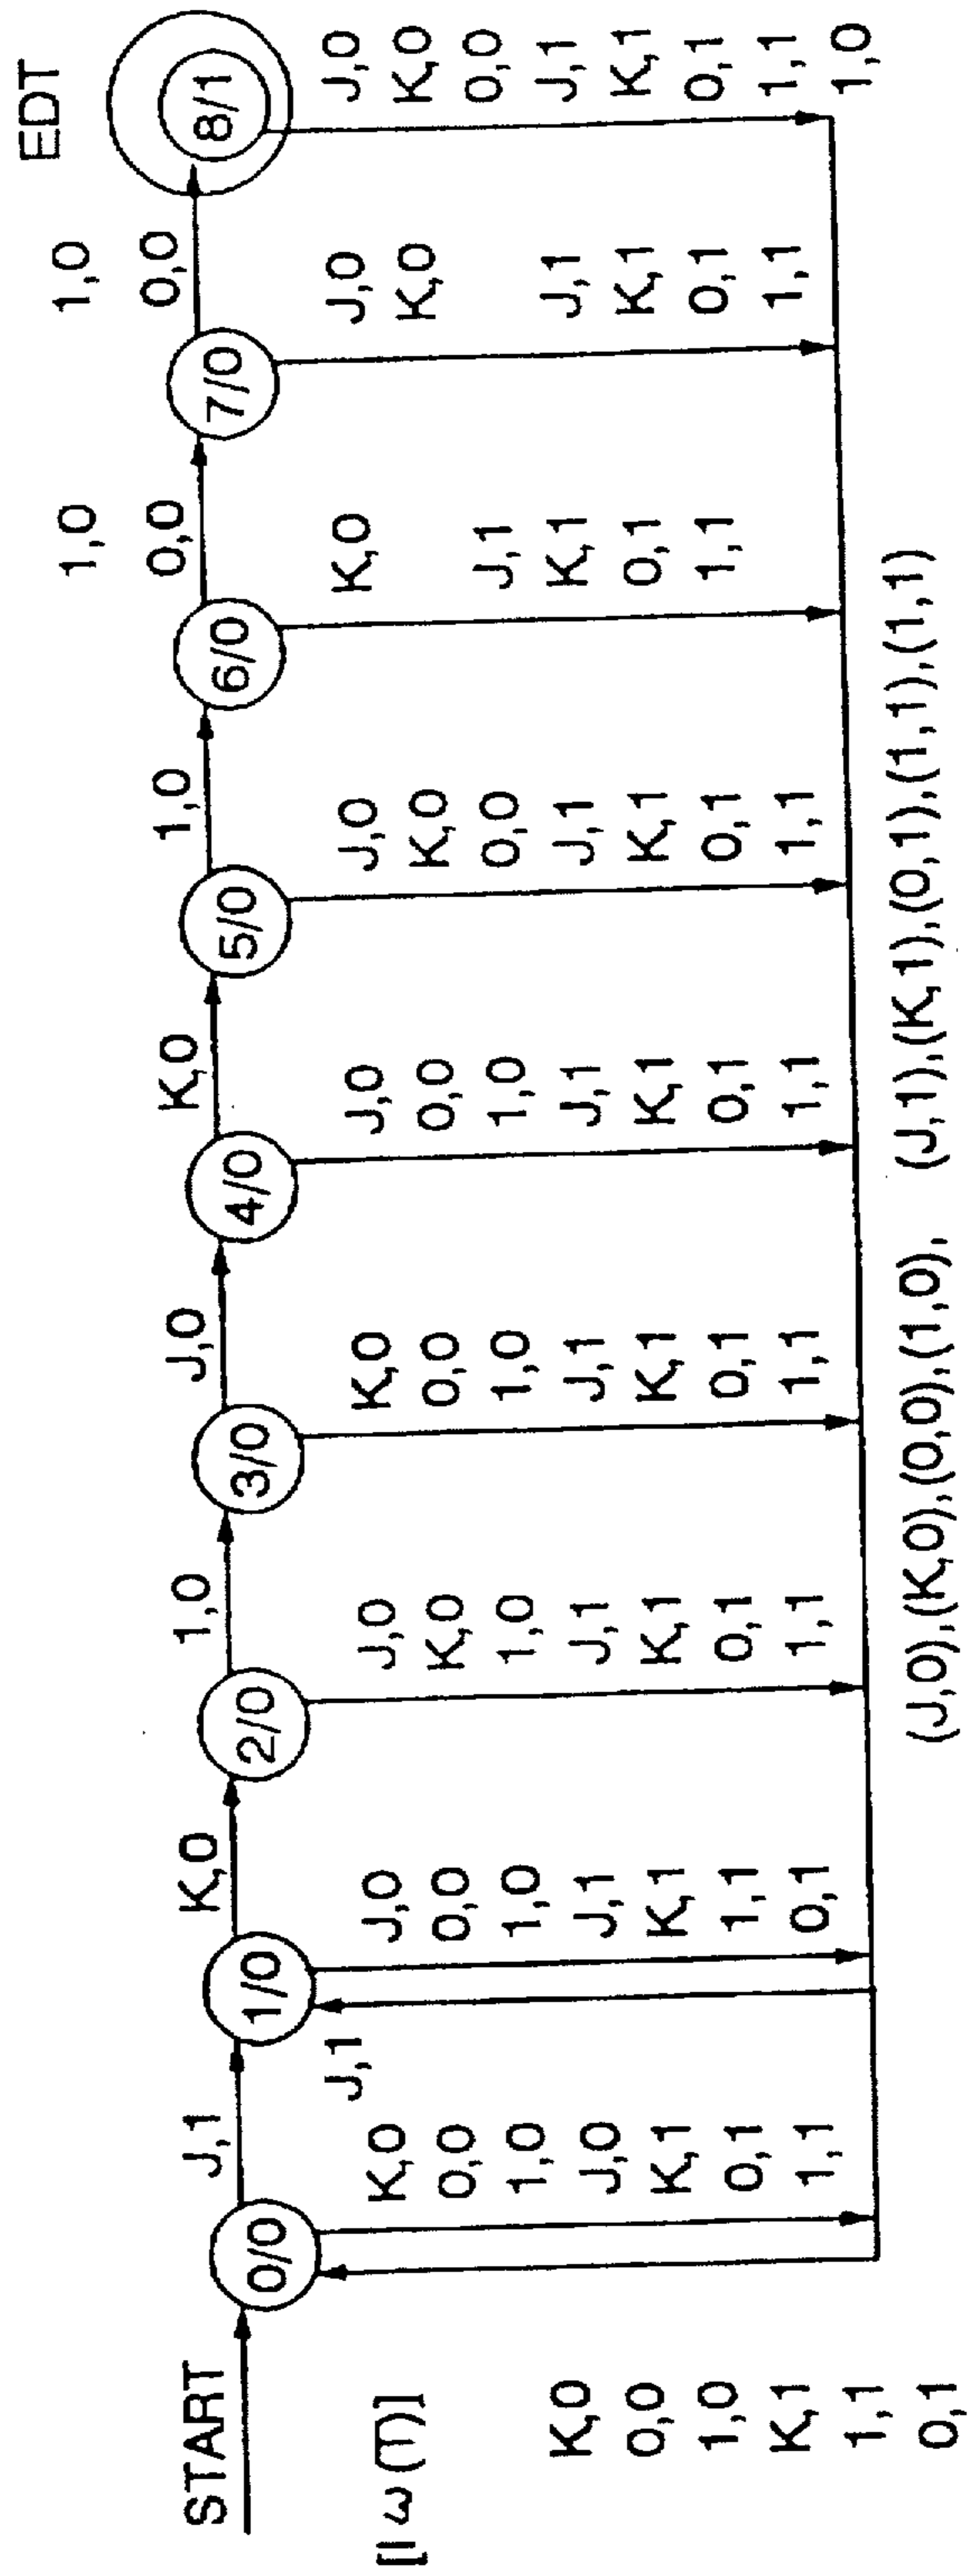 START
0/0
J,1
1/0
K,0
2/0
1,0
3/0
J,0
4/0
K,0
5/0
1,0
6/0
1,0
0,0
7/0
1,0
0,0
8/1
EDT
[I ω (T)]
K,0
0,0
1,0
K,1
1,1
0,1
K,0
0,0
1,0
J,0
K,1
0,1
1,1
J,1
J,0
0,0
1,0
J,1
K,1
1,1
0,1
J,0
K,0
1,0
J,1
K,1
0,1
1,1
K,0
0,0
1,0
J,1
K,1
0,1
1,1
J,0
0,0
1,0
J,1
K,1
0,1
1,1
J,0
K,0
0,0
J,1
K,1
0,1
1,1
K,0
J,1
K,1
0,1
1,1
J,0
K,0
J,1
K,1
0,1
1,1
J,0
K,0
0,0
J,1
K,1
0,1
1,1
1,0
(J,0),(K,0),(0,0),(1,0), (J,1),(K,1),(0,1),(1,1),(1,1)